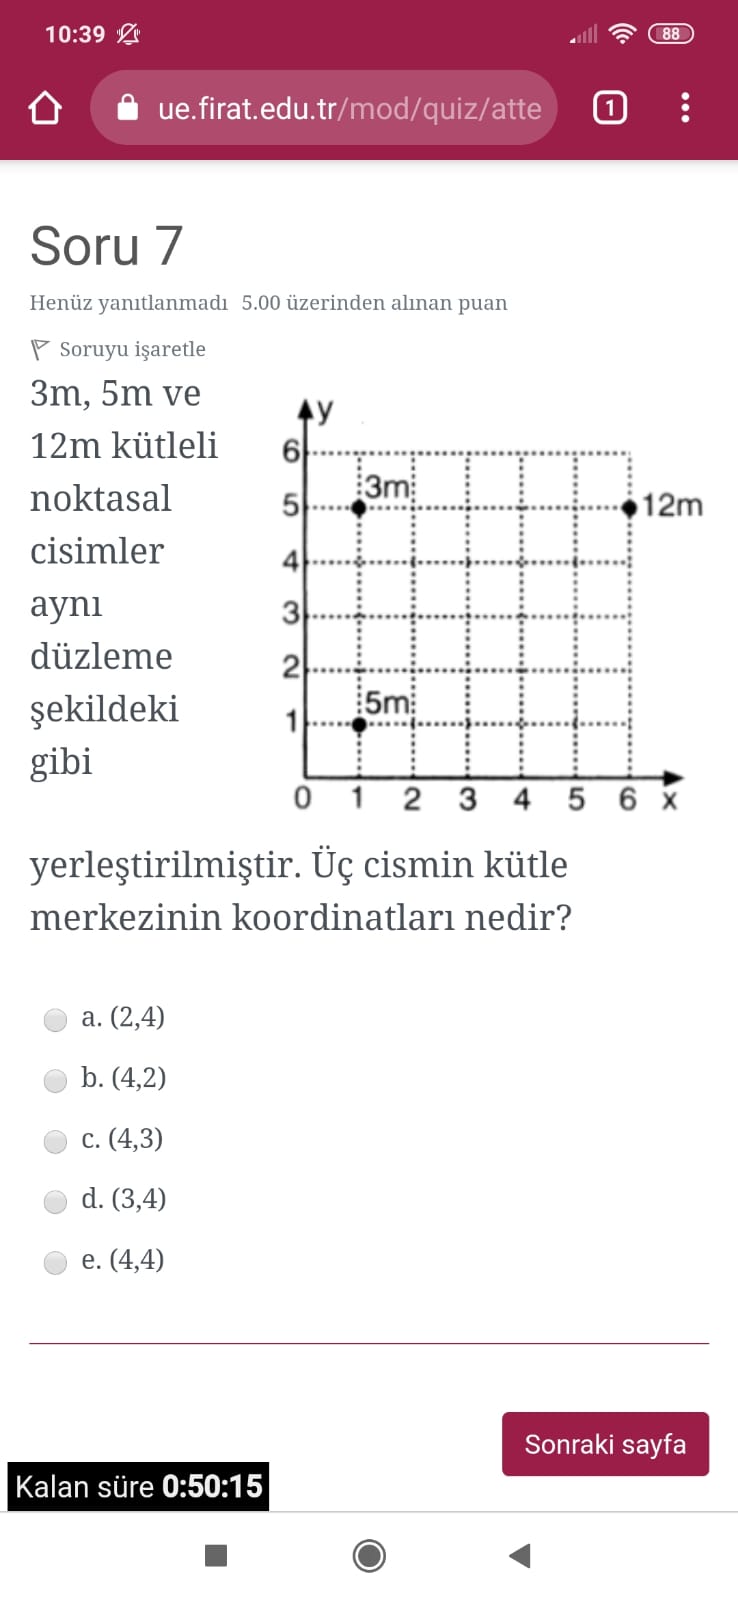 10:39
88
ue.firat.edu.tr/mod/quiz/atte
1
Soru 7
Henüz yanıtlanmadı 5.00 üzerinden alınan puan
Soruyu işaretle
3m, 5m ve
12m kütleli
noktasal
cisimler
aynı
düzleme
şekildeki
gibi
y
6
3m
5
12m
4
3
2
5m
1
0 1 2 3 4 5 6 x
yerleştirilmiştir. Üç cismin kütle
merkezinin koordinatları nedir?
a. (2,4)
b. (4,2)
c. (4,3)
d. (3,4)
e. (4,4)
Sonraki sayfa
Kalan süre 0:50:15